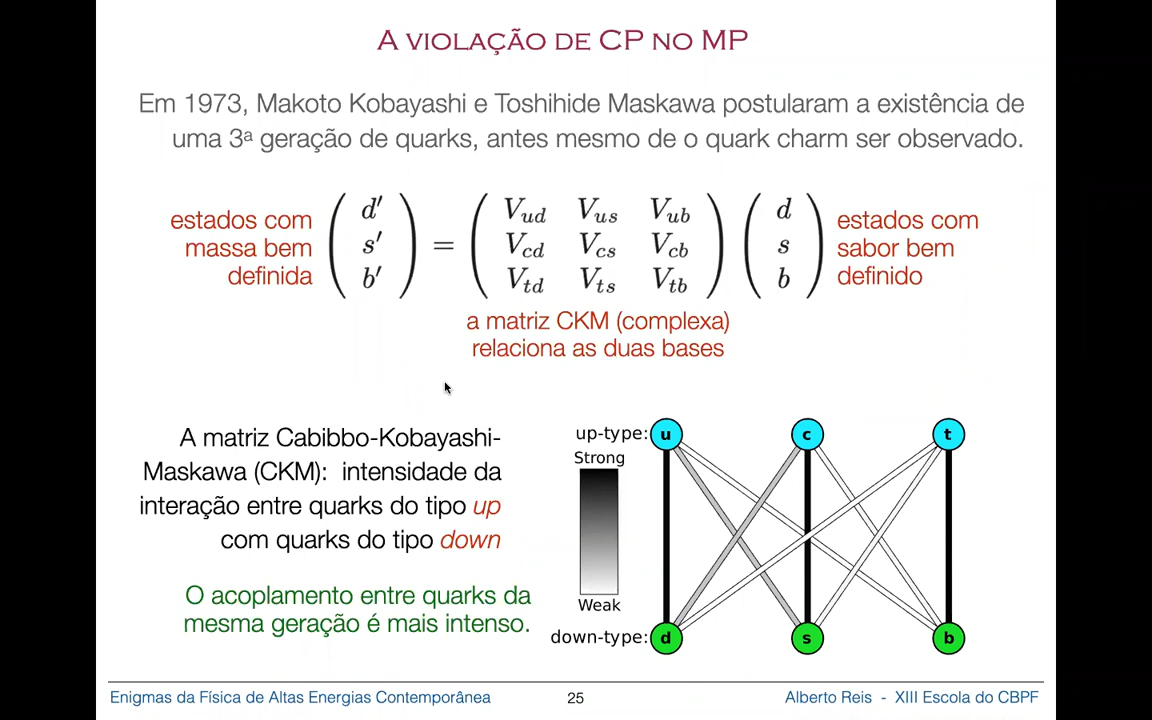 A VIOLAÇÃO DE CP NO MP
Em 1973, Makoto Kobayashi e Toshihide Maskawa postularam a existência de
uma 3ª geração de quarks, antes mesmo de o quark charm ser observado.
estados com
massa bem
definida
d′
s′
b′
=
V_ud V_us V_ub
V_cd V_cs V_cb
V_td V_ts V_tb
d
s
b
estados com
sabor bem
definido
a matriz CKM (complexa)
relaciona as duas bases
A matriz Cabibbo-Kobayashi-
Maskawa (CKM): intensidade da
interação entre quarks do tipo up
com quarks do tipo down
O acoplamento entre quarks da
mesma geração é mais intenso.
up-type: u c t
Strong
Weak
down-type: d s b
Enigmas da Física de Altas Energias Contemporânea
25
Alberto Reis - XIII Escola do CBPF